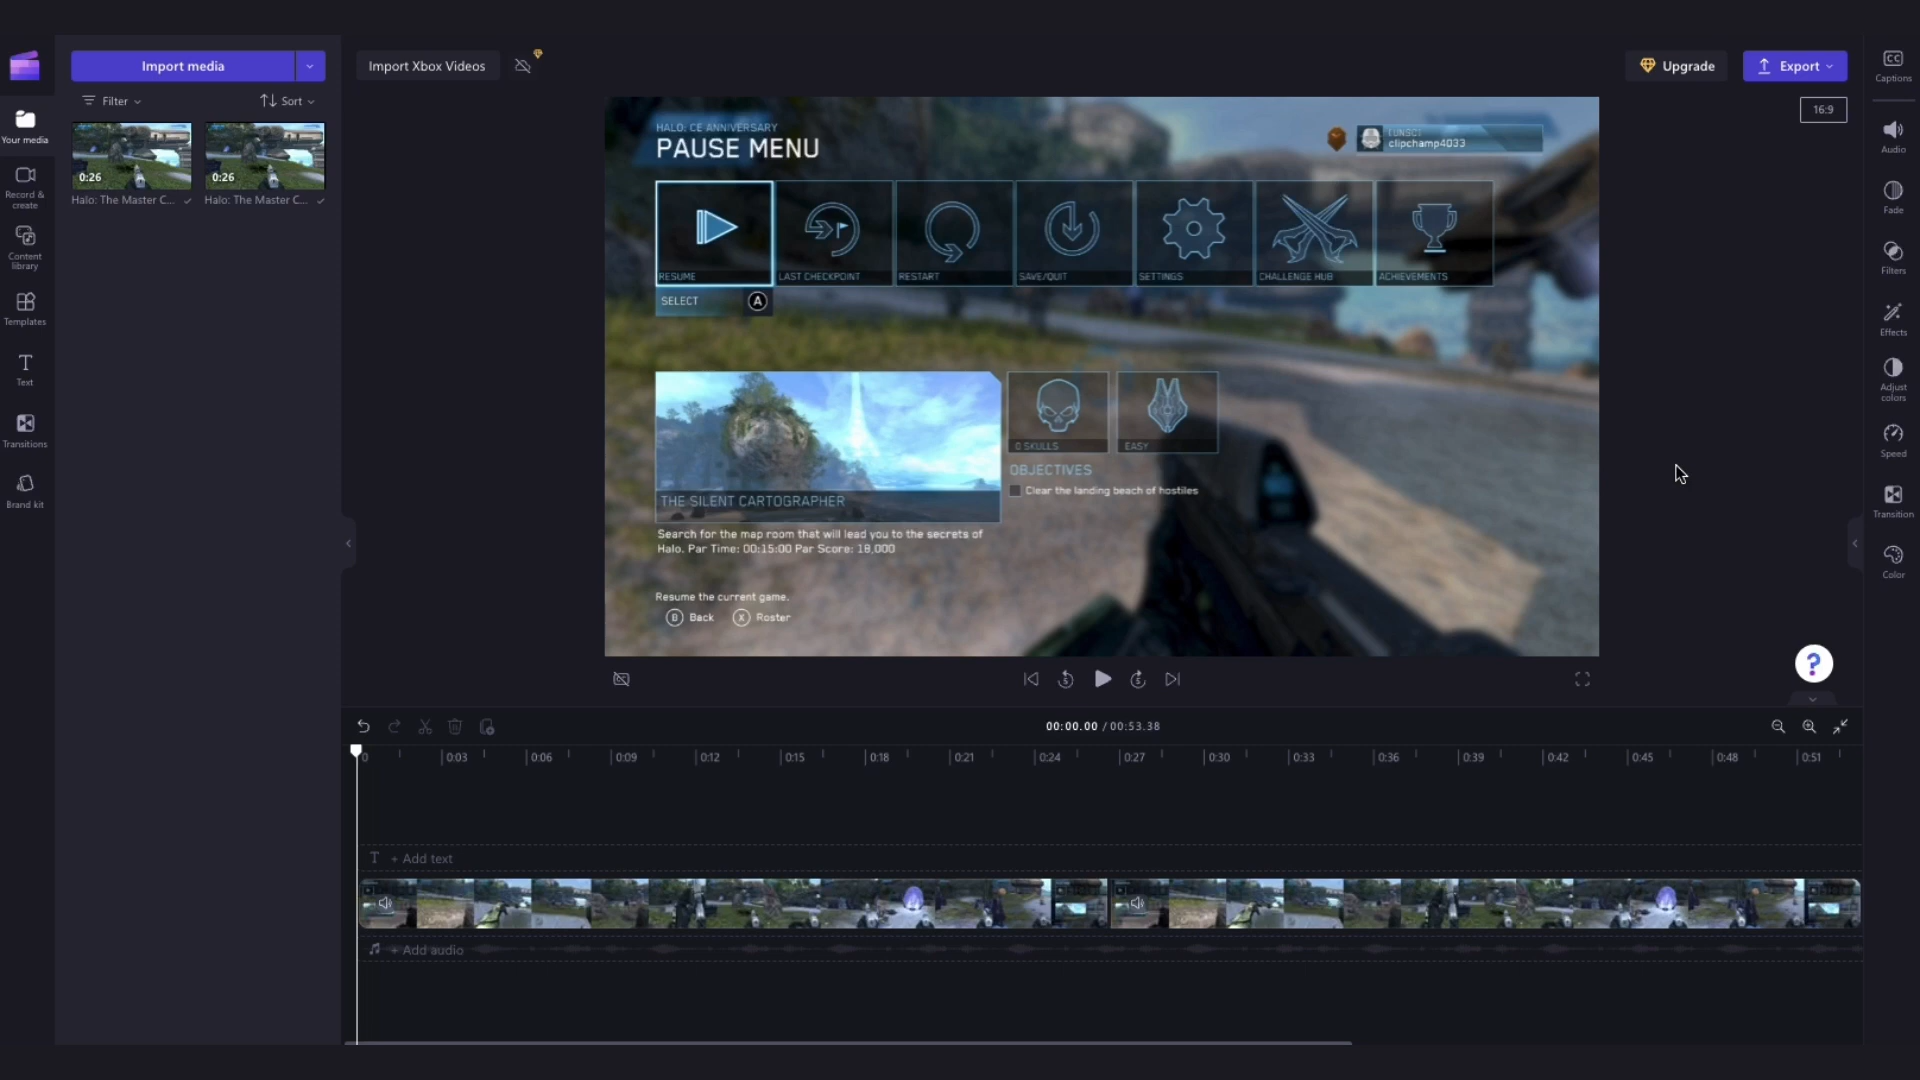 Import media
Import Xbox Videos
Upgrade
Export
CC
Captions
Filter
Sort
16:9
Your media
0:26
0:26
Halo: The Master C...
Halo: The Master C...
Record &
create
Content
library
Templates
Text
Transitions
Brand kit
HALO: CE ANNIVERSARY
PAUSE MENU
[UNSC]
clipchamp4033
RESUME
LAST CHECKPOINT
RESTART
SAVE/QUIT
SETTINGS
CHALLENGE HUB
ACHIEVEMENTS
SELECT
A
0 SKULLS
EASY
OBJECTIVES
Clear the landing beach of hostiles
THE SILENT CARTOGRAPHER
Search for the map room that will lead you to the secrets of
Halo. Par Time: 00:15:00 Par Score: 18,000
Resume the current game.
B Back X Roster
Audio
Fade
Filters
Effects
Adjust
colors
Speed
Transition
Color
?
5
5
00:00.00 / 00:53.38
0
0:03
0:06
0:09
0:12
0:15
0:18
0:21
0:24
0:27
0:30
0:33
0:36
0:39
0:42
0:45
0:48
0:51
T + Add text
+ Add audio